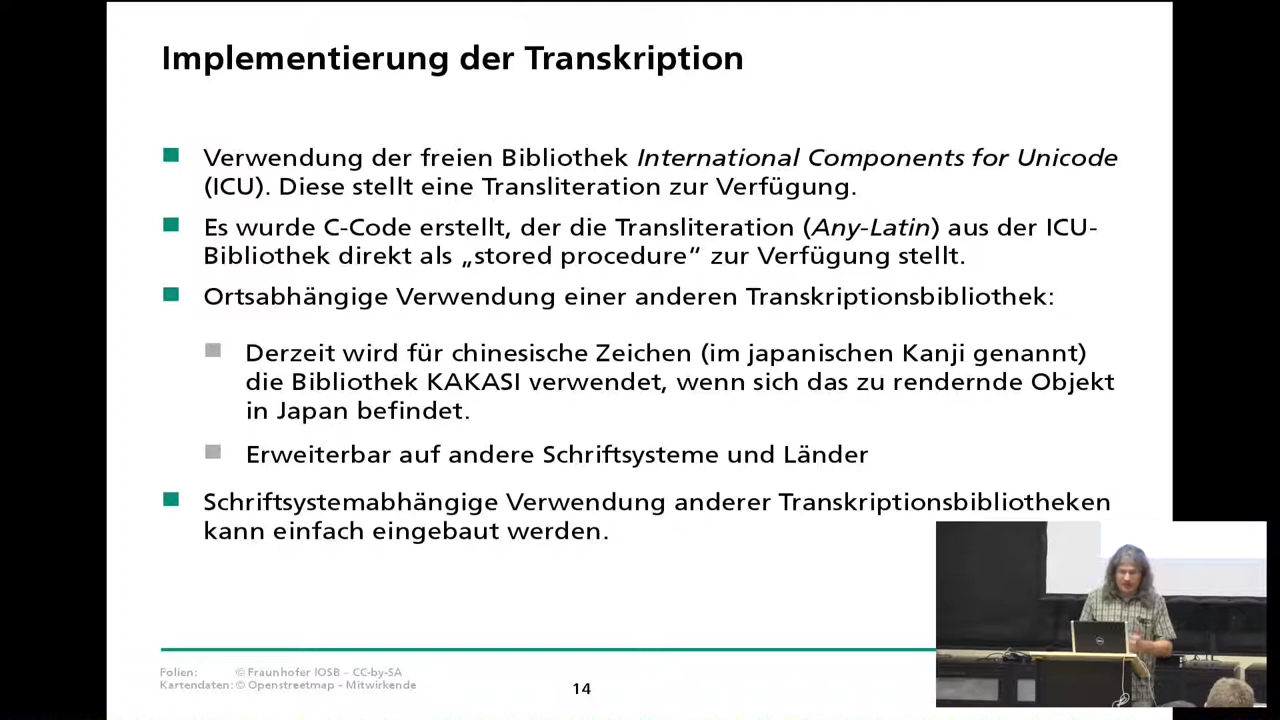 Implementierung der Transkription
Verwendung der freien Bibliothek International Components for Unicode
(ICU). Diese stellt eine Transliteration zur Verfügung.
Es wurde C-Code erstellt, der die Transliteration (Any-Latin) aus der ICU-
Bibliothek direkt als „stored procedure“ zur Verfügung stellt.
Ortsabhängige Verwendung einer anderen Transkriptionsbibliothek:
Derzeit wird für chinesische Zeichen (im japanischen Kanji genannt)
die Bibliothek KAKASI verwendet, wenn sich das zu rendernde Objekt
in Japan befindet.
Erweiterbar auf andere Schriftsysteme und Länder
Schriftsystemabhängige Verwendung anderer Transkriptionsbibliotheken
kann einfach eingebaut werden.
Folien: © Fraunhofer IOSB – CC-by-SA
Kartendaten: © Openstreetmap - Mitwirkende
14